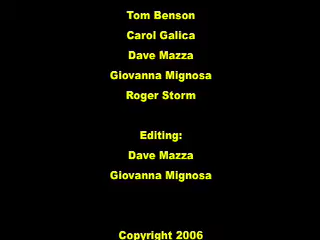 Tom Benson
Carol Galica
Dave Mazza
Giovanna Mignosa
Roger Storm
Editing:
Dave Mazza
Giovanna Mignosa
Copyright 2006